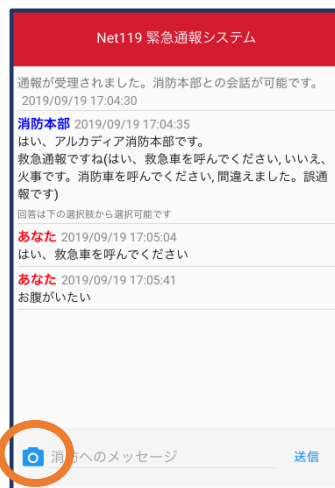 Net119 緊急通報システム
通報が受理されました。消防本部との会話が可能です。
2019/09/19 17:04:30
消防本部 2019/09/19 17:04:35
はい、アルカディア消防本部です。
救急通報ですね(はい、救急車を呼んでください, いいえ、
火事です。消防車を呼んでください, 間違えました。誤通
報です)
回答は下の選択肢から選択可能です
あなた 2019/09/19 17:05:04
はい、救急車を呼んでください
あなた 2019/09/19 17:05:41
お腹がいたい
消防へのメッセージ 送信